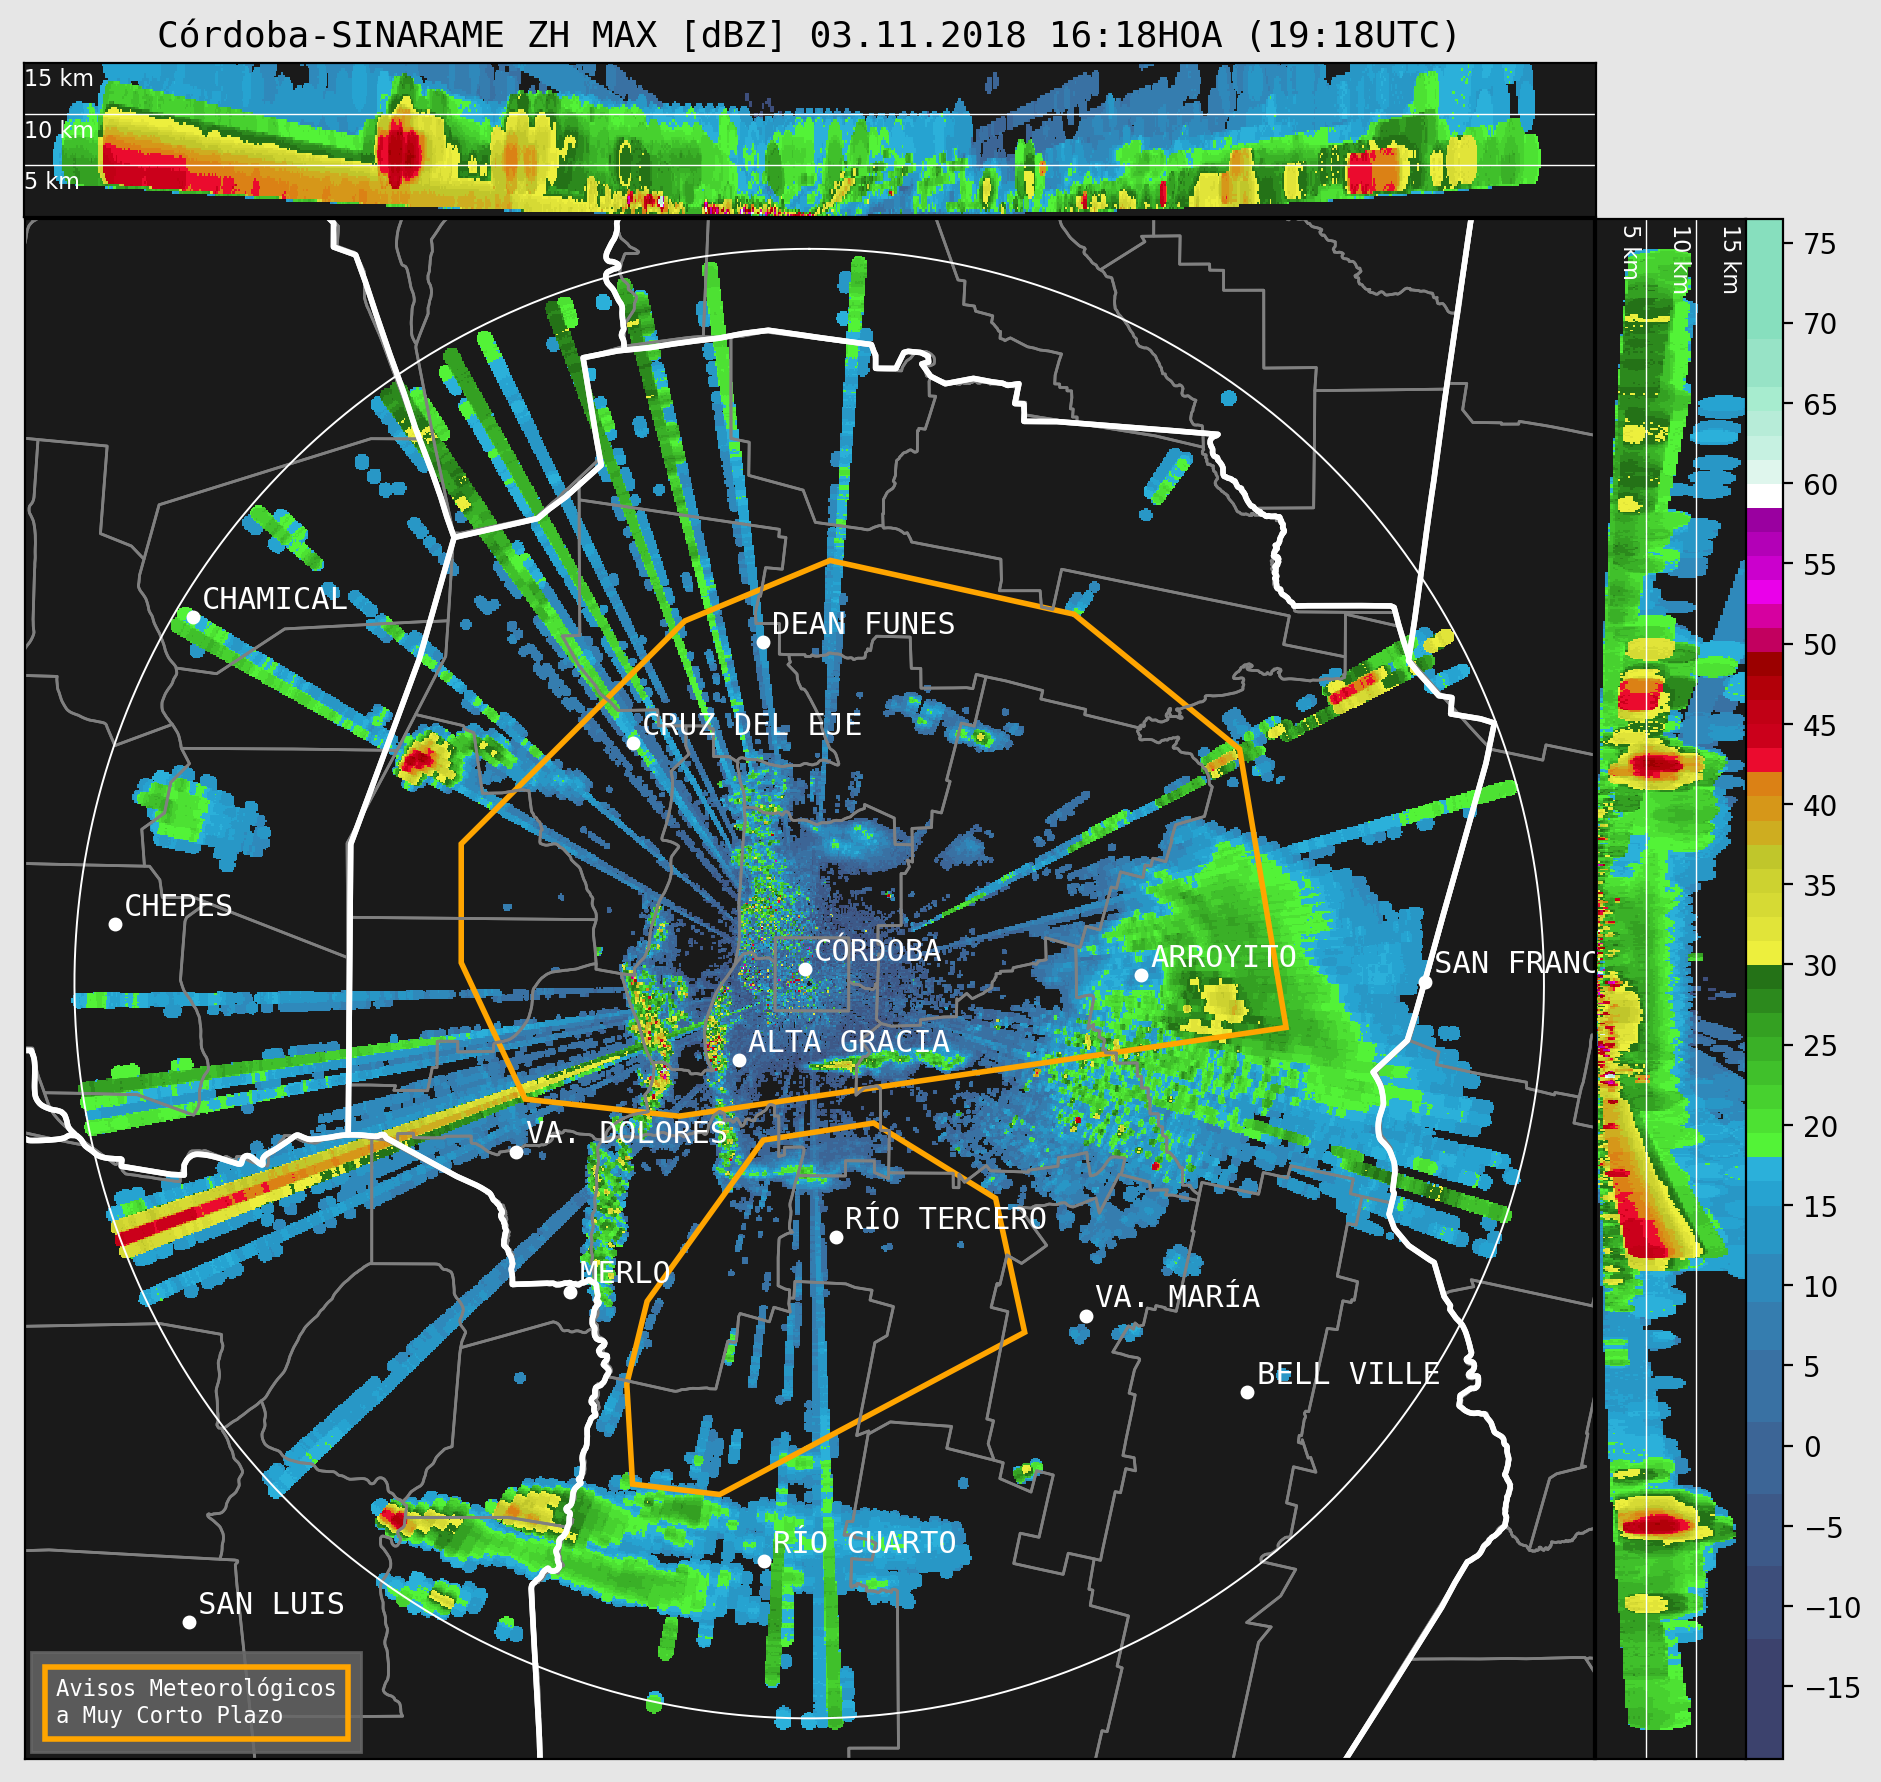 Córdoba-SINARAME ZH MAX [dBZ] 03.11.2018 16:18HOA (19:18UTC)
15 km
10 km
5 km
5 km
10 km
15 km
75
70
65
60
55
50
45
40
35
30
25
20
15
10
5
0
−5
−10
−15
CHAMICAL
DEAN FUNES
CRUZ DEL EJE
CHEPES
CÓRDOBA
ARROYITO
SAN FRANC
ALTA GRACIA
VA. DOLORES
RÍO TERCERO
MERLO
VA. MARÍA
BELL VILLE
RÍO CUARTO
SAN LUIS
Avisos Meteorológicos
a Muy Corto Plazo